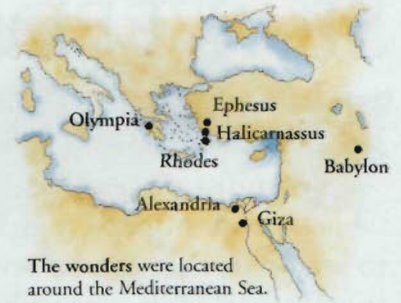 Ephesus
Olympia
Halicarnassus
Rhodes
Babylon
Alexandria
Giza
The wonders were located
around the Mediterranean Sea.